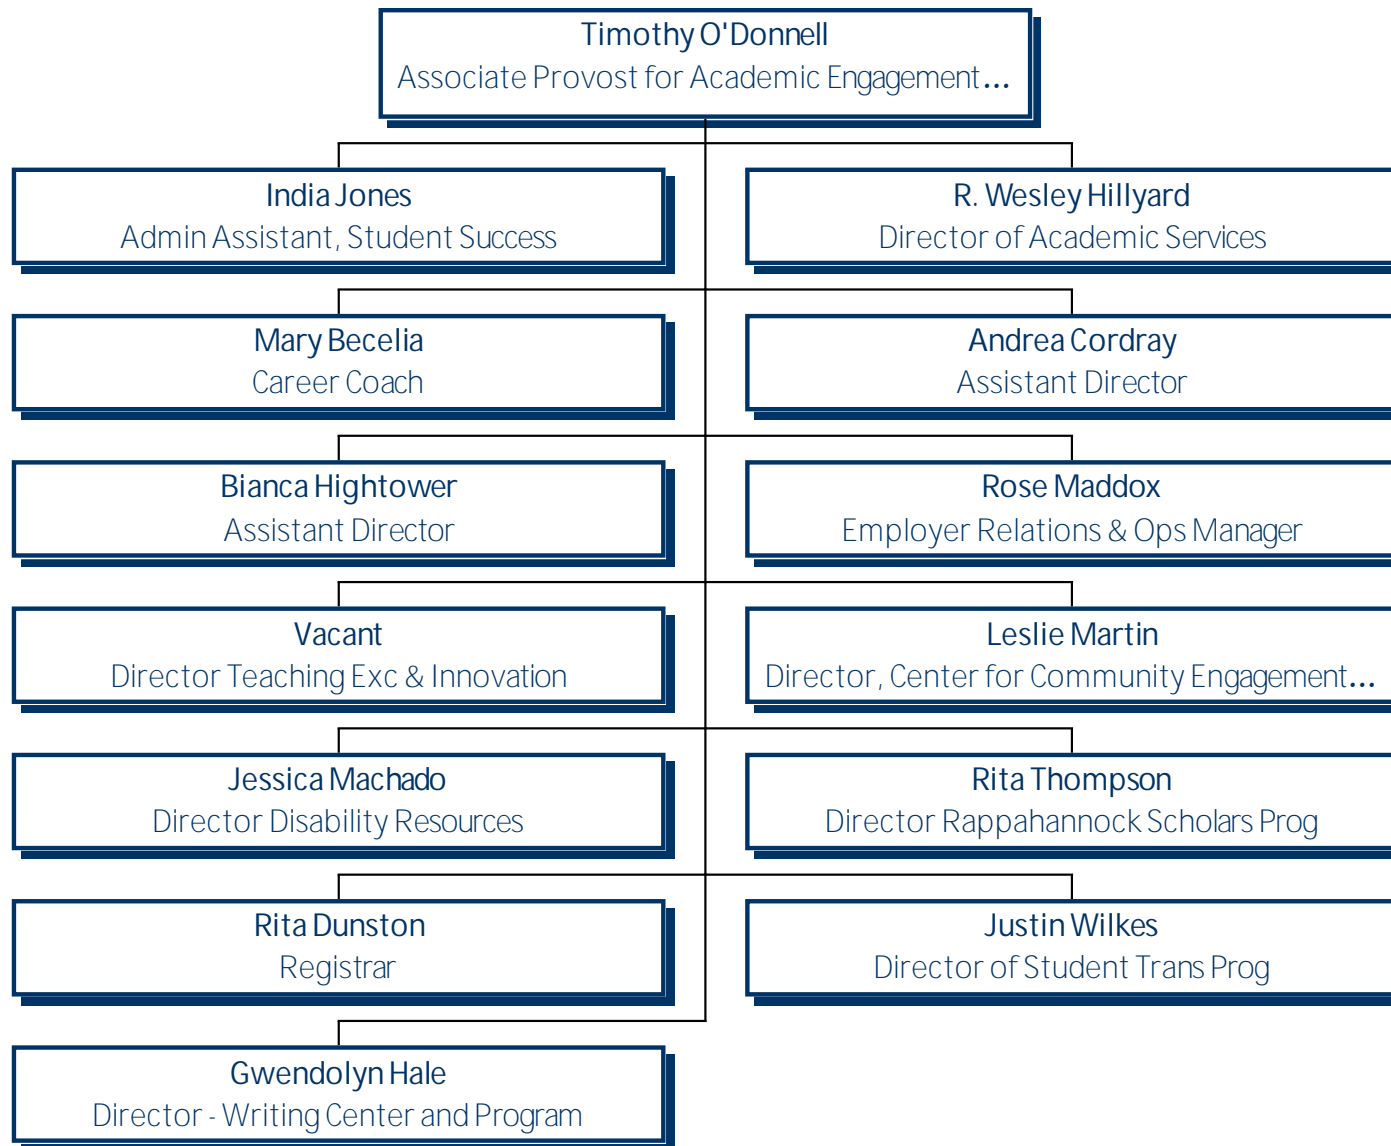 Timothy O'Donnell
Associate Provost for Academic Engagement...
India Jones
Admin Assistant, Student Success
R. Wesley Hillyard
Director of Academic Services
Mary Becelia
Career Coach
Andrea Cordray
Assistant Director
Bianca Hightower
Assistant Director
Rose Maddox
Employer Relations & Ops Manager
Vacant
Director Teaching Exc & Innovation
Leslie Martin
Director, Center for Community Engagement...
Jessica Machado
Director Disability Resources
Rita Thompson
Director Rappahannock Scholars Prog
Rita Dunston
Registrar
Justin Wilkes
Director of Student Trans Prog
Gwendolyn Hale
Director - Writing Center and Program